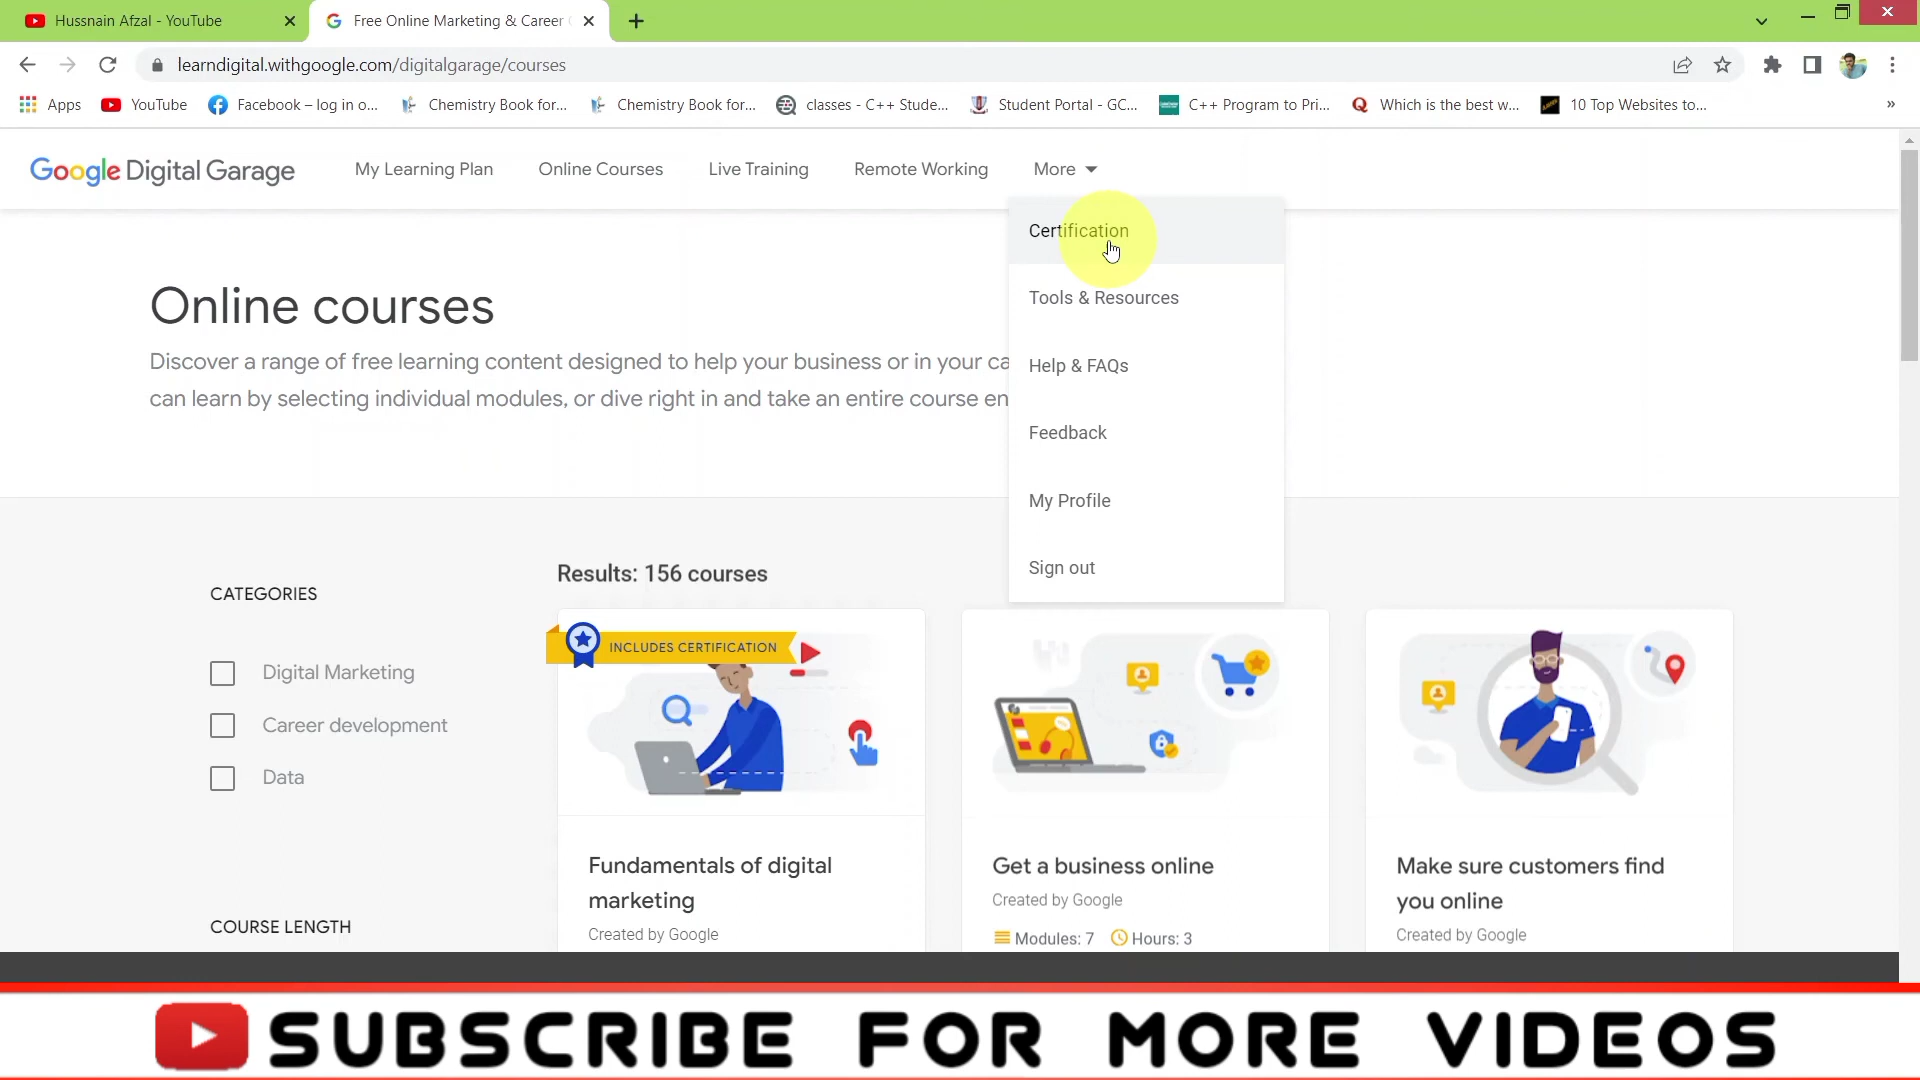 Hussnain Afzal - YouTube
Free Online Marketing & Career
learndigital.withgoogle.com/digitalgarage/courses
Apps
YouTube
Facebook – log in o...
Chemistry Book for...
Chemistry Book for...
classes - C++ Stude...
Student Portal - GC...
C++ Program to Pri...
Which is the best w...
10 Top Websites to...
»
Google Digital Garage
My Learning Plan
Online Courses
Live Training
Remote Working
More
Certification
Tools & Resources
Help & FAQs
Feedback
My Profile
Sign out
Online courses
Discover a range of free learning content designed to help your business or in your ca
can learn by selecting individual modules, or dive right in and take an entire course en
CATEGORIES
Digital Marketing
Career development
Data
COURSE LENGTH
Results: 156 courses
INCLUDES CERTIFICATION
Fundamentals of digital
marketing
Created by Google
Get a business online
Created by Google
Modules: 7 Hours: 3
Make sure customers find
you online
Created by Google
SUBSCRIBE FOR MORE VIDEOS